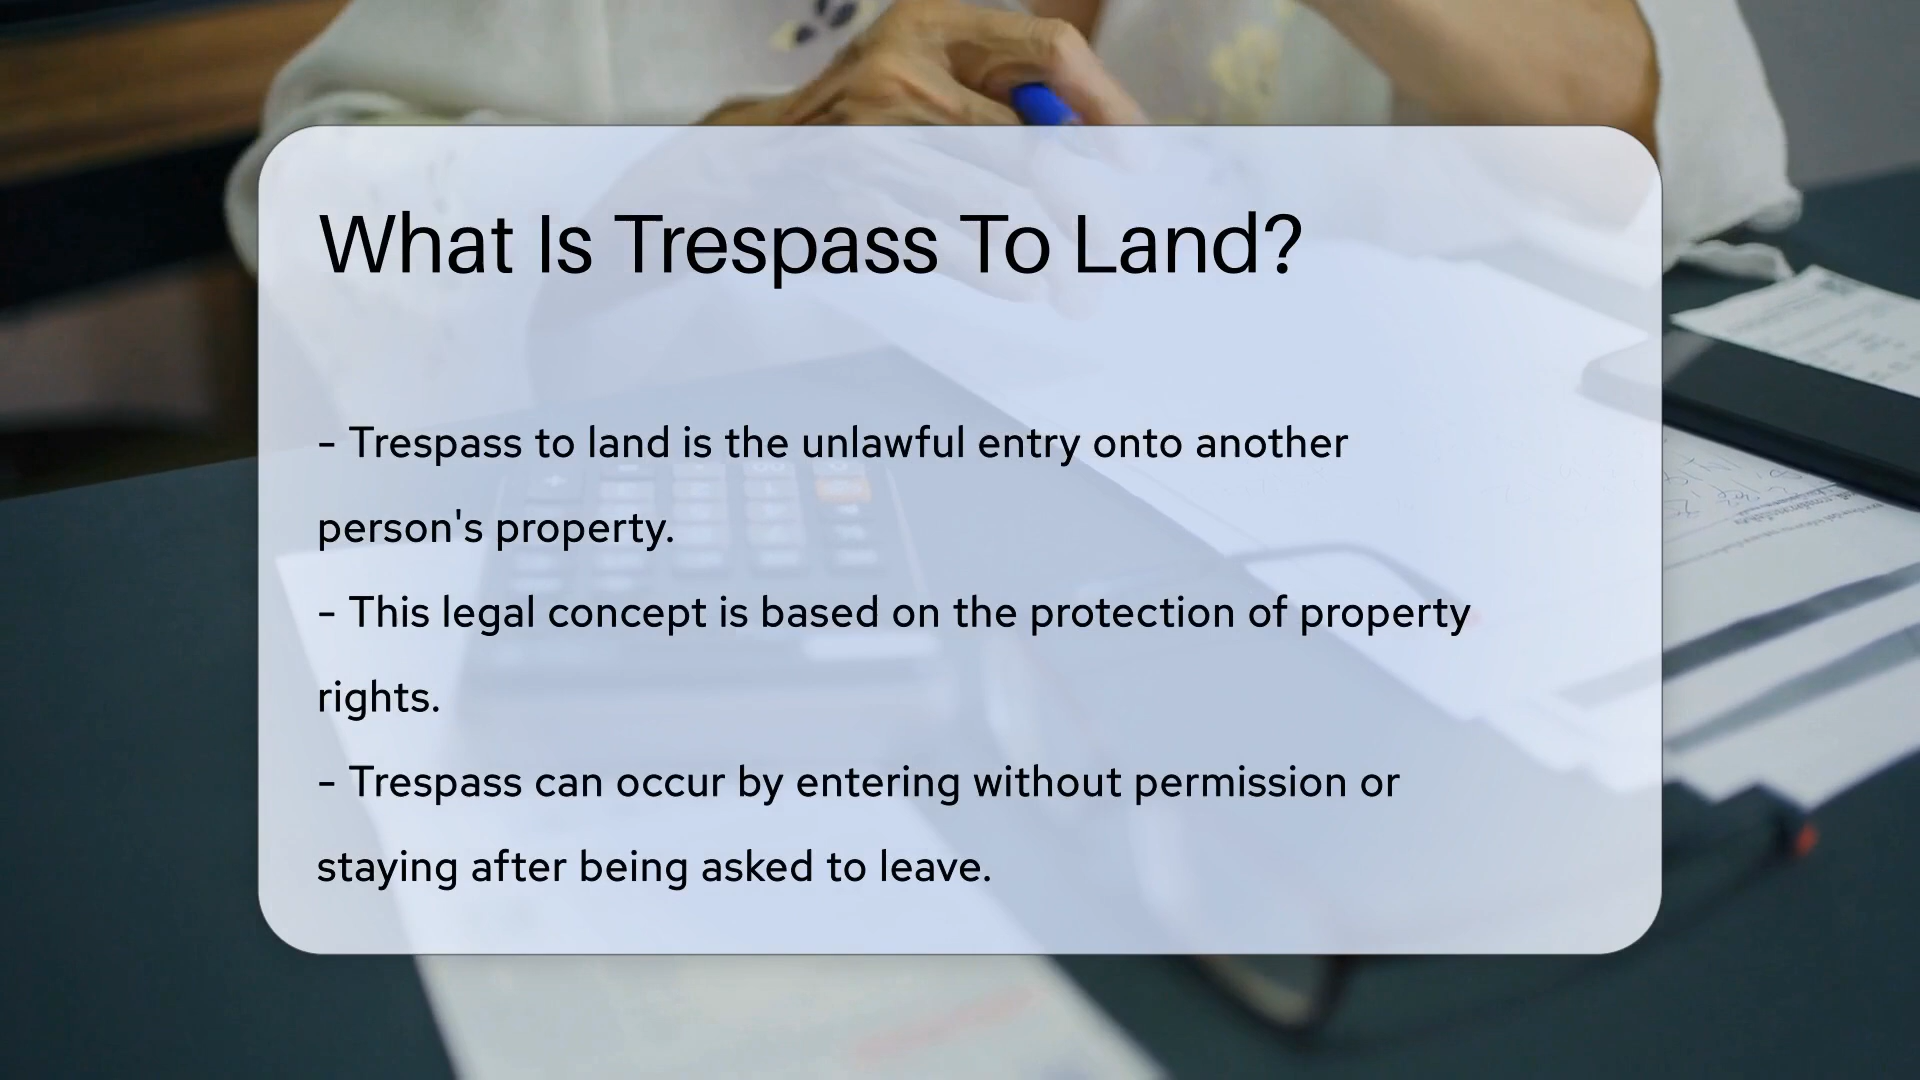 What Is Trespass To Land?
- Trespass to land is the unlawful entry onto another
person's property.
- This legal concept is based on the protection of property
rights.
- Trespass can occur by entering without permission or
staying after being asked to leave.